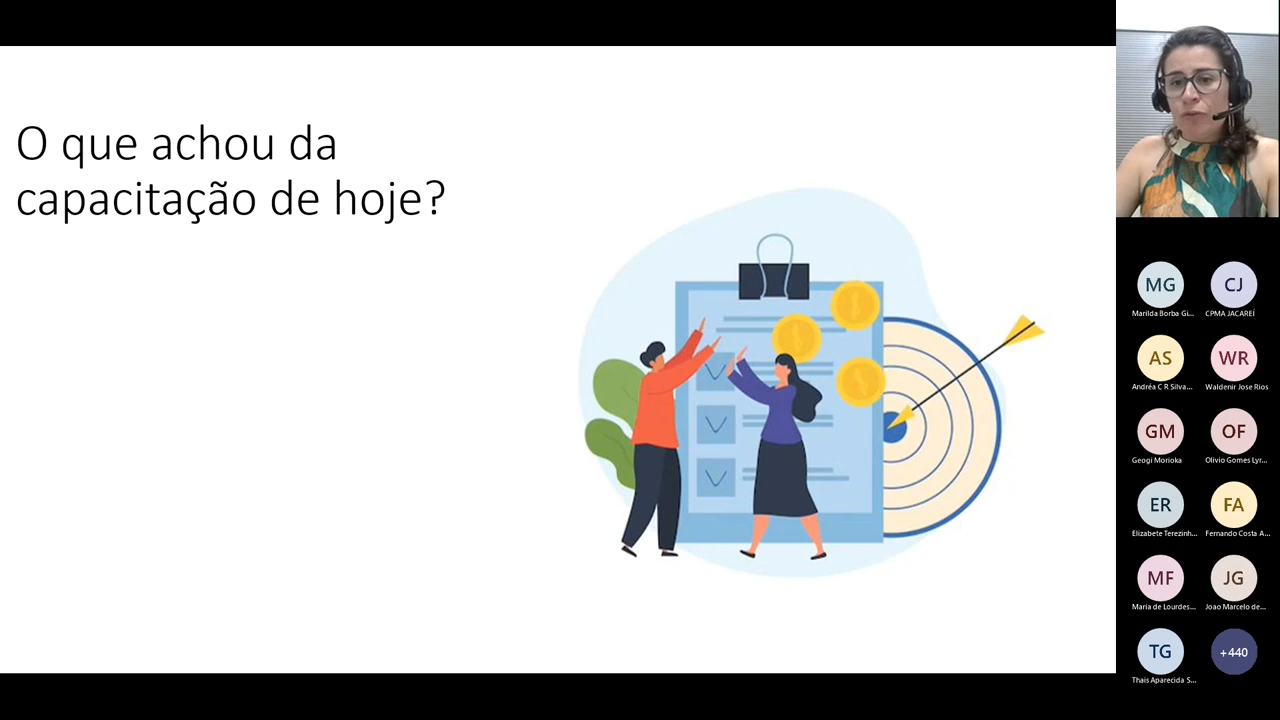 O que achou da
capacitação de hoje?
MG
Marilda Borba Gi...
CJ
CPMA JACAREÍ
AS
Andréa C R Silva...
WR
Waldenir Jose Rios
GM
Geogi Morioka
OF
Olivio Gomes Lyr...
ER
Elizabete Terezinh...
FA
Fernando Costa A...
MF
Maria de Lourdes...
JG
Joao Marcelo de...
TG
Thais Aparecida S...
+440